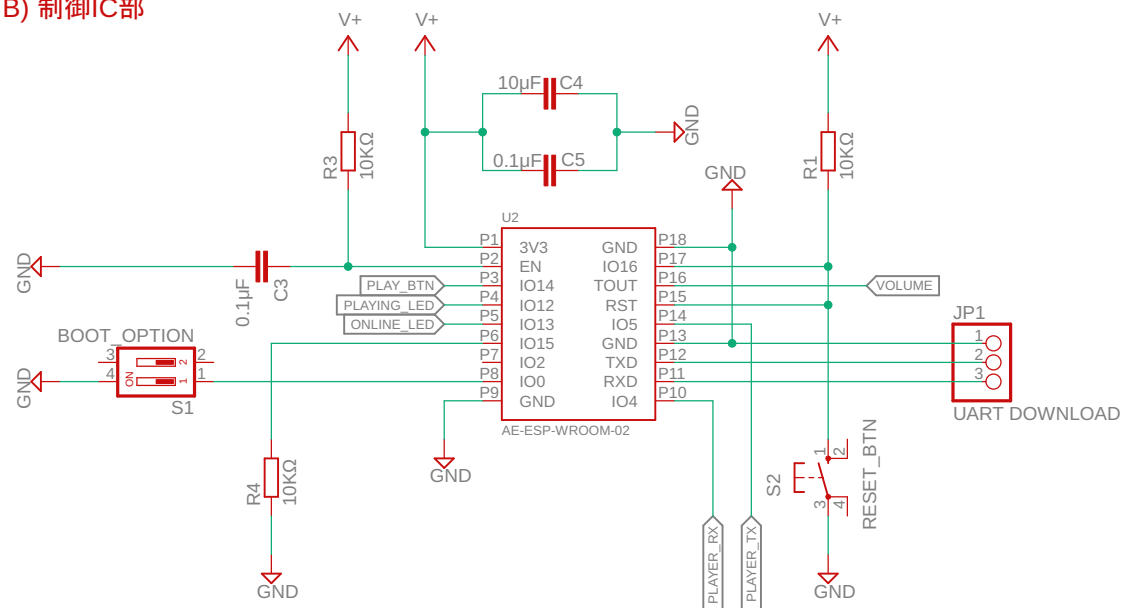 B) 制御IC部
V+
V+
V+
10µF
C4
GND
0.1µF
C5
R3
10KΩ
R1
10KΩ
GND
U2
P1
3V3
GND
P18
P2
EN
IO16
P17
P3
IO14
TOUT
P16
P4
IO12
RST
P15
P5
IO13
IO5
P14
P6
IO15
GND
P13
P7
IO2
TXD
P12
P8
IO0
RXD
P11
P9
GND
IO4
P10
AE-ESP-WROOM-02
GND
0.1µF
C3
PLAY_BTN
PLAYING_LED
ONLINE_LED
VOLUME
BOOT_OPTION
3
2
2
4
ON
1
1
S1
GND
JP1
1
2
3
UART DOWNLOAD
GND
R4
10KΩ
GND
S2
1
2
3
4
RESET_BTN
GND
PLAYER_RX
PLAYER_TX